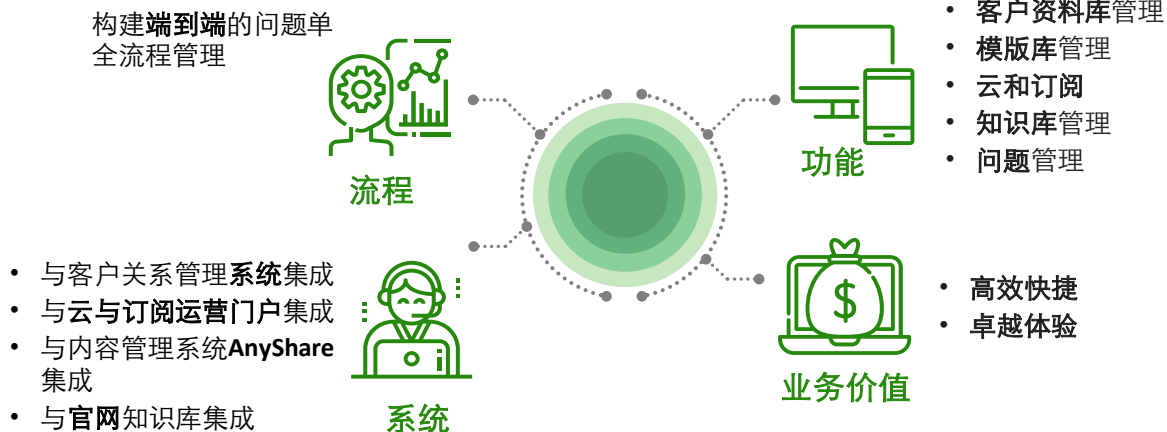 构建端到端的问题单
全流程管理
流程
• 客户资料库管理
• 模版库管理
• 云和订阅
• 知识库管理
• 问题管理
功能
• 与客户关系管理系统集成
• 与云与订阅运营门户集成
• 与内容管理系统AnyShare
集成
• 与官网知识库集成
系统
$
• 高效快捷
• 卓越体验
业务价值